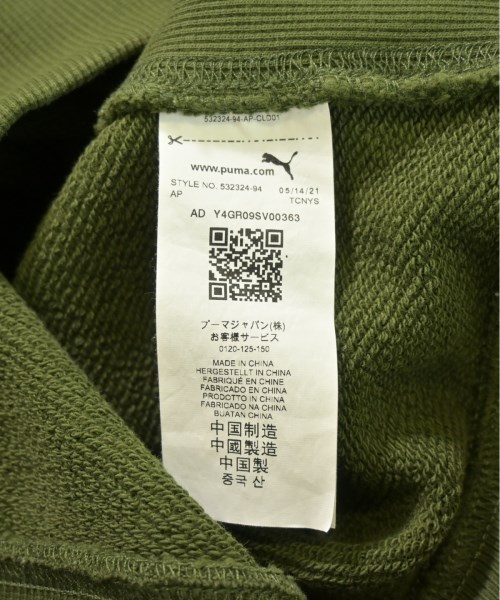 532324-94-AP-CLO01
www.puma.com
STYLE NO. 532324-94 05/14/21
AP TCNYS
AD Y4GR09SV00363
プーマジャパン(株)
お客様サービス
0120-125-150
MADE IN CHINA
HERGESTELLT IN CHINA
FABRIQUÉ EN CHINE
FABRICADO EN CHINA
PRODOTTO IN CHINA
FABRICADO NA CHINA
BUATAN CHINA
中国制造
中國製造
中国製
중국 산